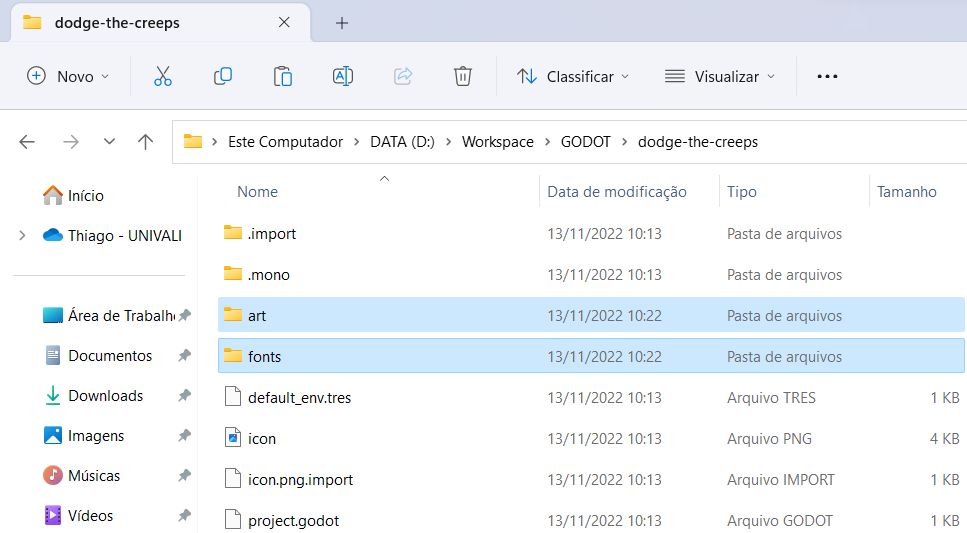 dodge-the-creeps
Novo
Classificar
Visualizar
Este Computador > DATA (D:) > Workspace > GODOT > dodge-the-creeps
Nome Data de modificação Tipo Tamanho
Início
Thiago - UNIVALI
Área de Trabalh
Documentos
Downloads
Imagens
Músicas
Vídeos
.import 13/11/2022 10:13 Pasta de arquivos
.mono 13/11/2022 10:13 Pasta de arquivos
art 13/11/2022 10:22 Pasta de arquivos
fonts 13/11/2022 10:22 Pasta de arquivos
default_env.tres 13/11/2022 10:13 Arquivo TRES 1 KB
icon 13/11/2022 10:13 Arquivo PNG 4 KB
icon.png.import 13/11/2022 10:13 Arquivo IMPORT 1 KB
project.godot 13/11/2022 10:13 Arquivo GODOT 1 KB